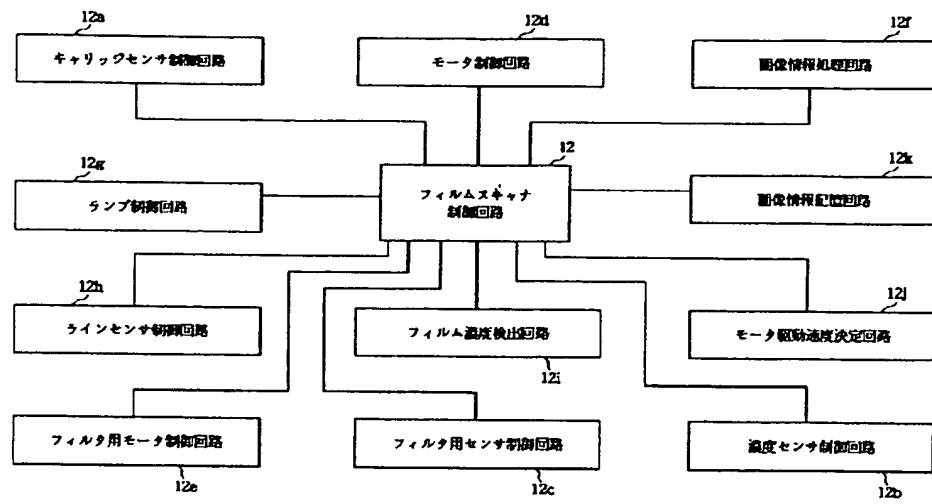 12a
キャリッジセンサ制御回路
12d
モータ制御回路
12f
画像情報処理回路
12g
ランプ制御回路
12
フィルムスキャナ
制御回路
12k
画像情報記憶回路
12h
ラインセンサ制御回路
フィルム濃度検出回路
12i
12j
モータ駆動速度決定回路
フィルタ用モータ制御回路
12e
フィルタ用センサ制御回路
12c
濃度センサ制御回路
12b